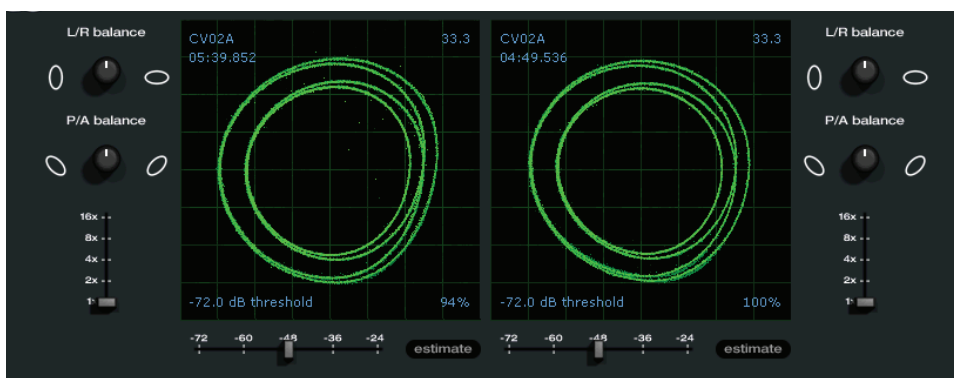 L/R balance
P/A balance
16x
8x
4x
2x
1
CV02A 33.3
05:39.852
-72.0 dB threshold 94%
-72 -60 -48 -36 -24
estimate
CV02A 33.3
04:49.536
-72.0 dB threshold 100%
-72 -60 -48 -36 -24
estimate
L/R balance
P/A balance
16x
8x
4x
2x
1